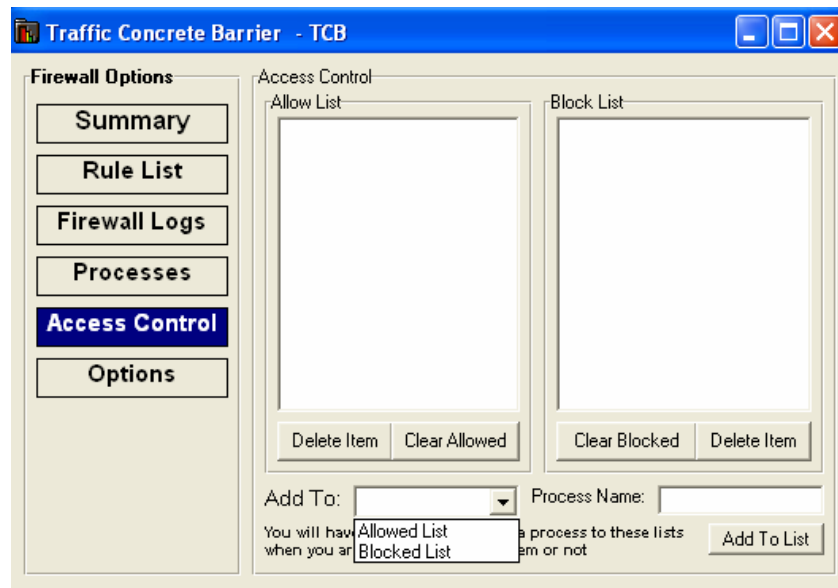 Traffic Concrete Barrier - TCB
Firewall Options
Summary
Rule List
Firewall Logs
Processes
Access Control
Options
Access Control
Allow List
Block List
Delete Item
Clear Allowed
Clear Blocked
Delete Item
Add To:
Process Name:
Allowed List
Blocked List
You will hav a process to these lists
when you ar em or not
Add To List